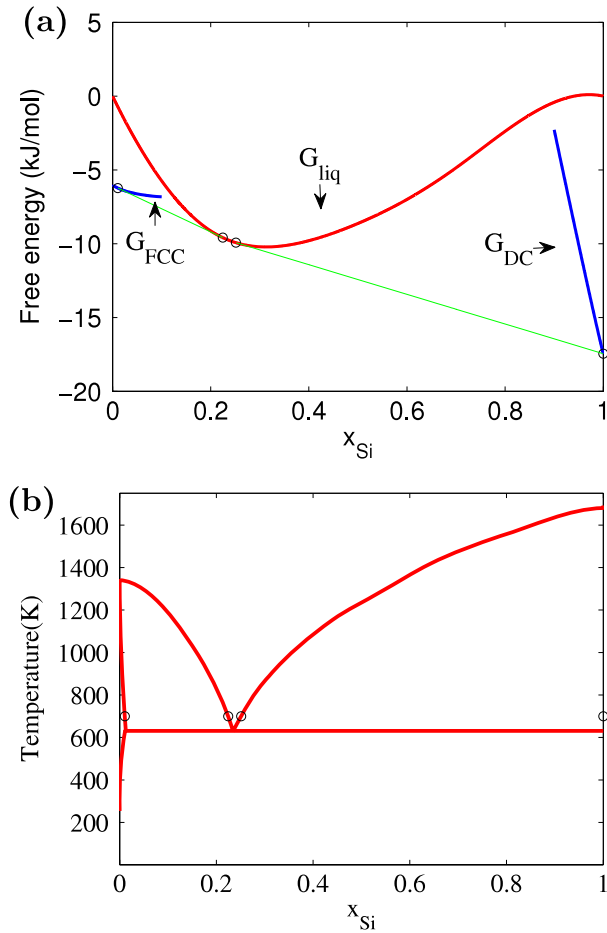 (a)
5
0
−5
−10
−15
−20
Free energy (kJ/mol)
G_liq
G_FCC
G_DC
0 0.2 0.4 0.6 0.8 1
x_Si
(b)
1600
1400
1200
1000
800
600
400
200
Temperature(K)
0 0.2 0.4 0.6 0.8 1
x_Si